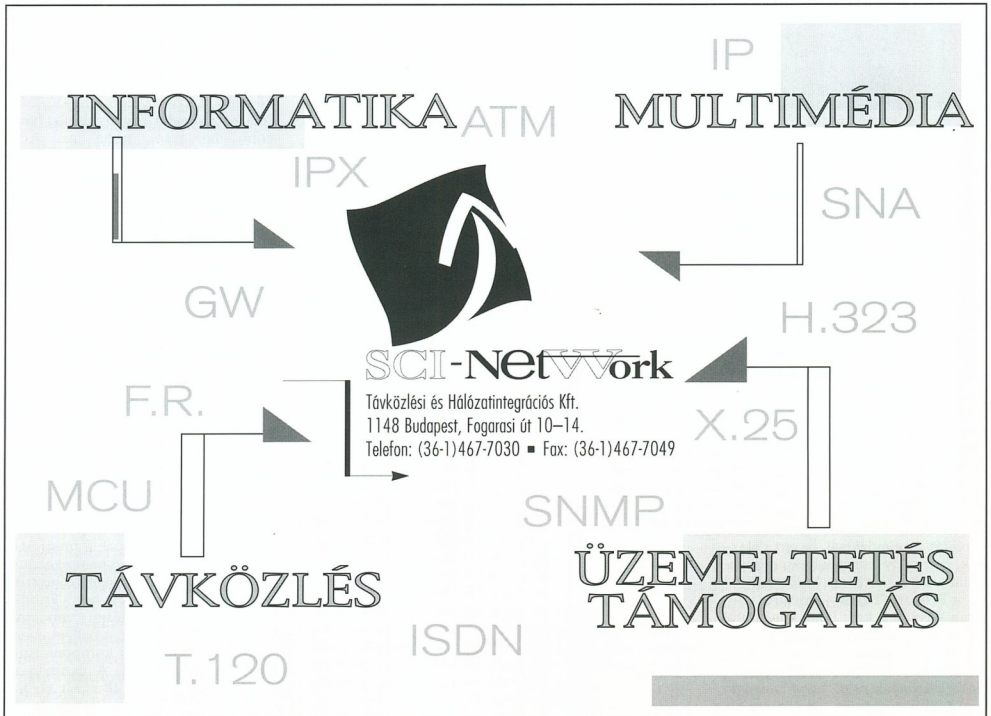 IP
INFORMATIKA
MULTIMÉDIA
ATM
IPX
SNA
GW
H.323
SCI-NetWork
Távközlési és Hálózatintegrációs Kft.
1148 Budapest, Fogarasi út 10–14.
Telefon: (36-1)467-7030 ■ Fax: (36-1)467-7049
F.R.
X.25
MCU
SNMP
TÁVKÖZLÉS
ÜZEMELTETÉS
TÁMOGATÁS
ISDN
T.120